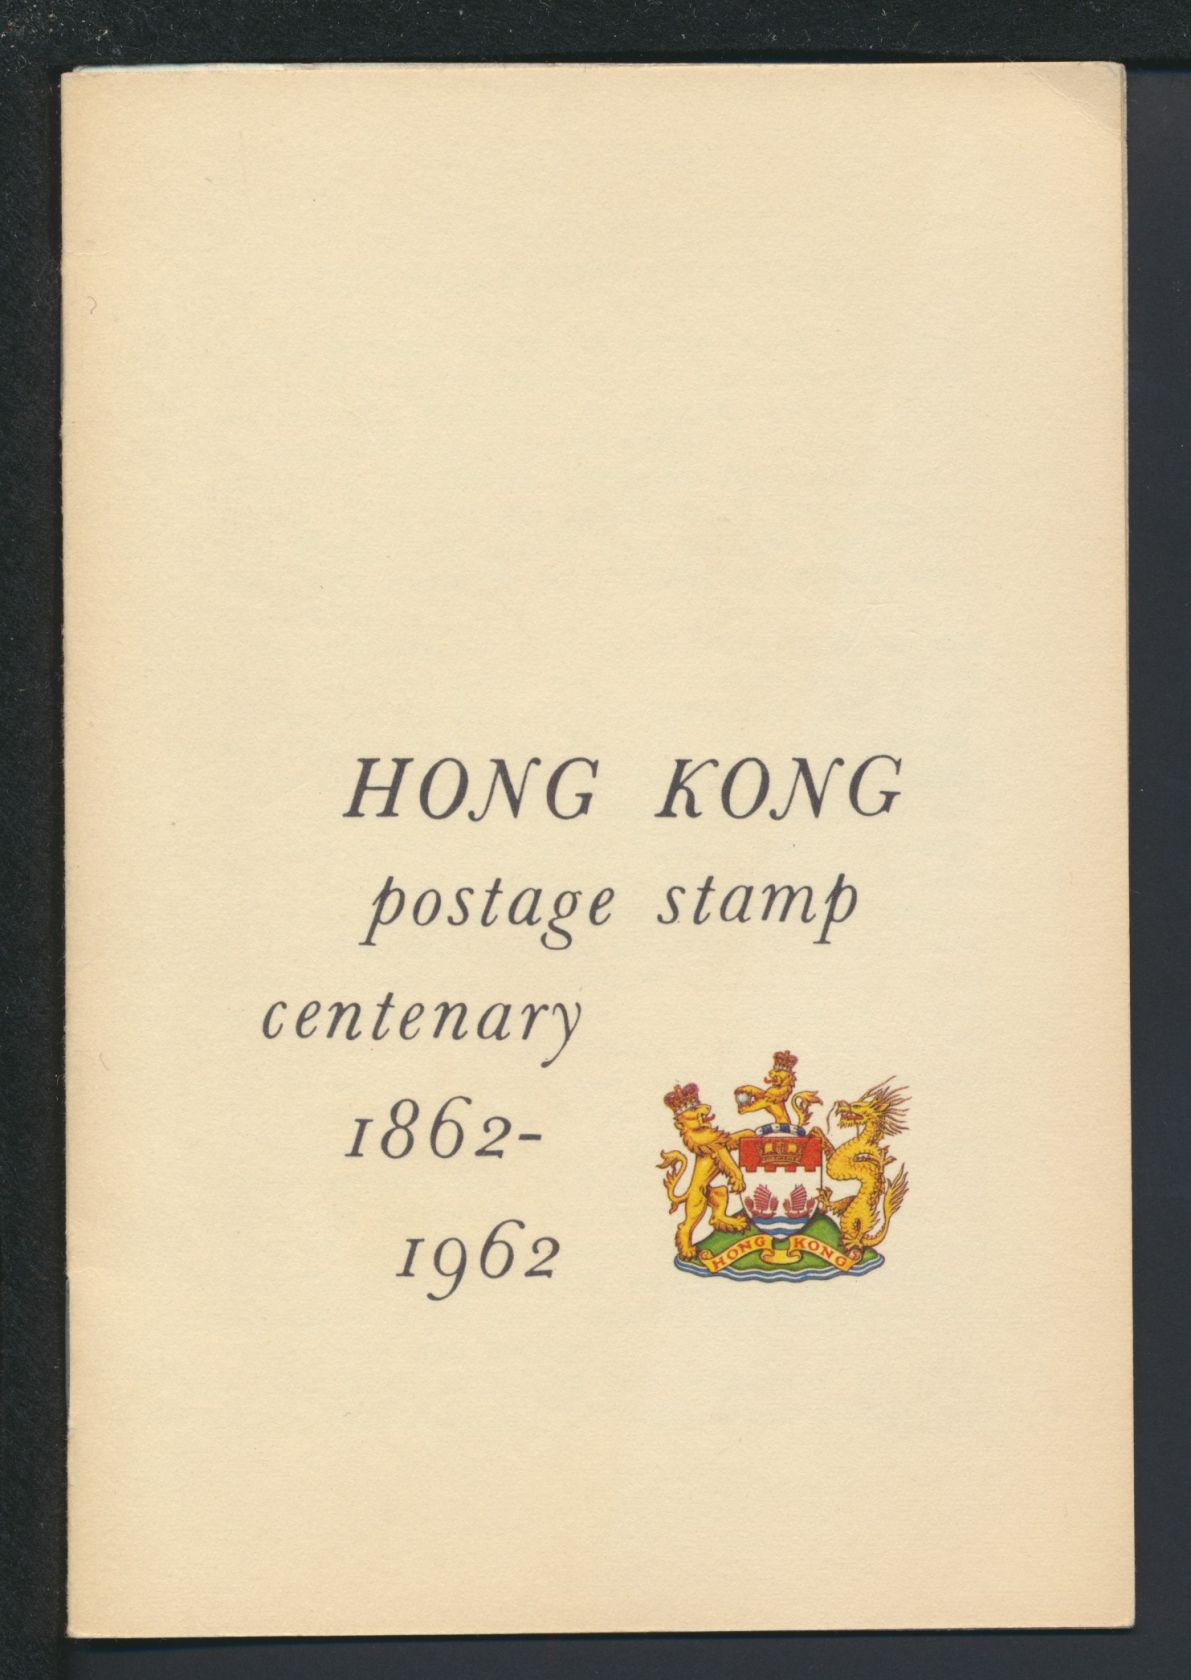 HONG KONG
postage stamp
centenary
1862-
1962
HONG KONG